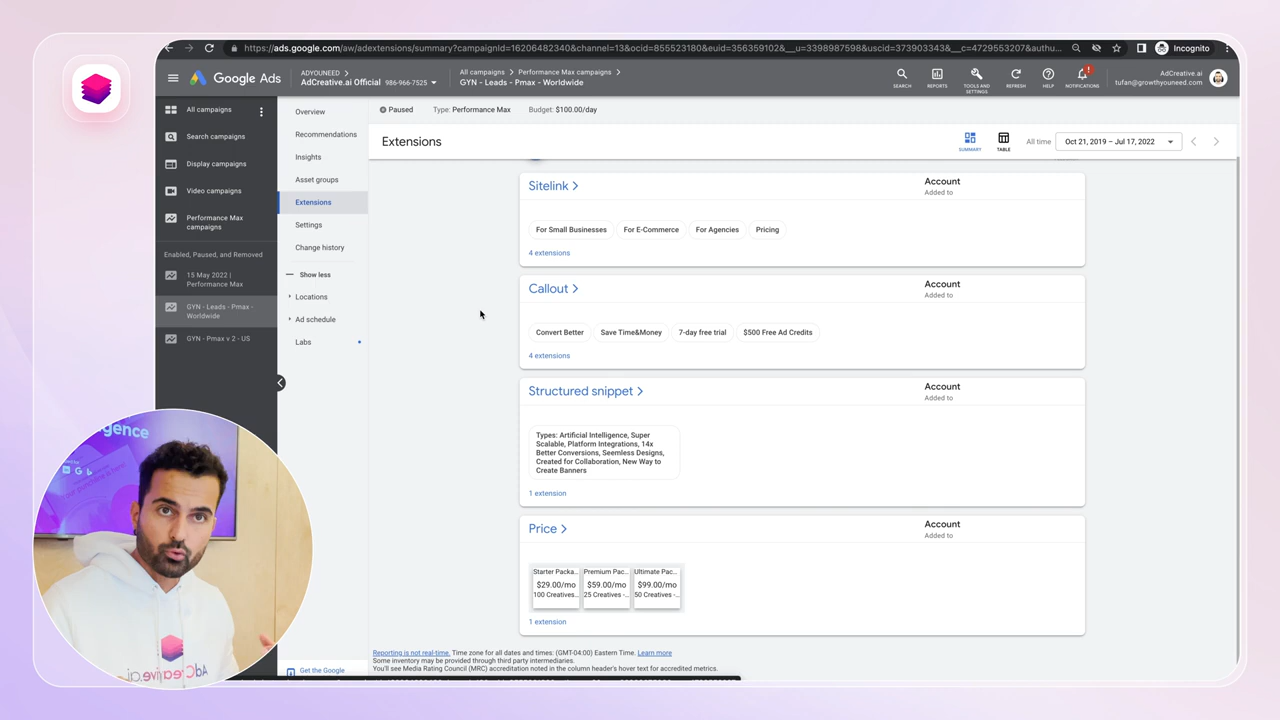 https://ads.google.com/aw/adextensions/summary?campaignId=16206482340&channel=13&ocid=855523180&euid=356359102&__u=3398987598&uscid=373903343&__c=4729553207&authu...
Incognito
Google Ads
ADYOUNEED
AdCreative.ai Official 986-966-7525
All campaigns
Performance Max campaigns
GYN - Leads - Pmax - Worldwide
SEARCH
REPORTS
TOOLS AND
SETTINGS
REFRESH
HELP
NOTIFICATIONS
AdCreative.ai
tufan@growthyouneed.com
All campaigns
Search campaigns
Display campaigns
Video campaigns
Performance Max
campaigns
Enabled, Paused, and Removed
15 May 2022 |
Performance Max
GYN - Leads - Pmax -
Worldwide
GYN - Pmax v 2 - US
Overview
Recommendations
Insights
Asset groups
Extensions
Settings
Change history
Show less
Locations
Ad schedule
Labs
Get the Google
Paused
Type: Performance Max
Budget: $100.00/day
Extensions
SUMMARY
TABLE
All time
Oct 21, 2019 – Jul 17, 2022
Sitelink
Account
Added to
For Small Businesses
For E-Commerce
For Agencies
Pricing
4 extensions
Callout
Account
Added to
Convert Better
Save Time&Money
7-day free trial
$500 Free Ad Credits
4 extensions
Structured snippet
Account
Added to
Types: Artificial Intelligence, Super
Scalable, Platform Integrations, 14x
Better Conversions, Seemless Designs,
Created for Collaboration, New Way to
Create Banners
1 extension
Price
Account
Added to
Starter Packa...
Premium Pac...
Ultimate Pac...
$29.00/mo
$59.00/mo
$99.00/mo
100 Creatives...
25 Creatives -...
50 Creatives -...
1 extension
Reporting is not real-time. Time zone for all dates and times: (GMT-04:00) Eastern Time. Learn more
Some inventory may be provided through third party intermediaries.
You'll see Media Rating Council (MRC) accreditation noted in the column header's hover text for accredited metrics.